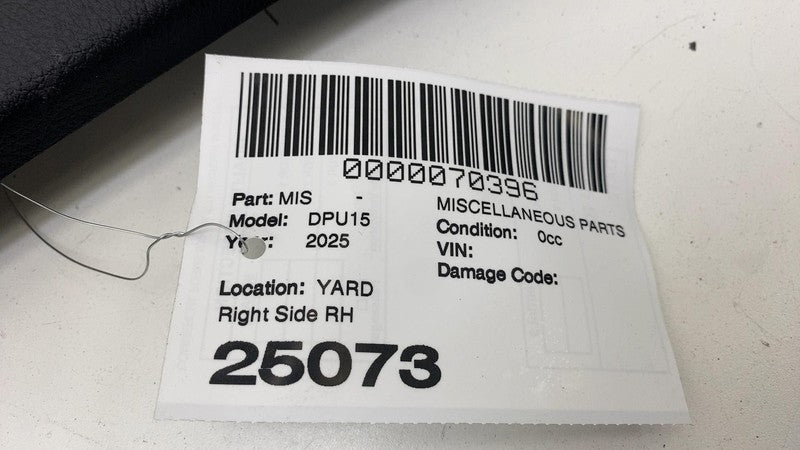 0000070396
Part: MIS -
MISCELLANEOUS PARTS
Model: DPU15
Condition: 0cc
Year: 2025
VIN:
Damage Code:
Location: YARD
Right Side RH
25073